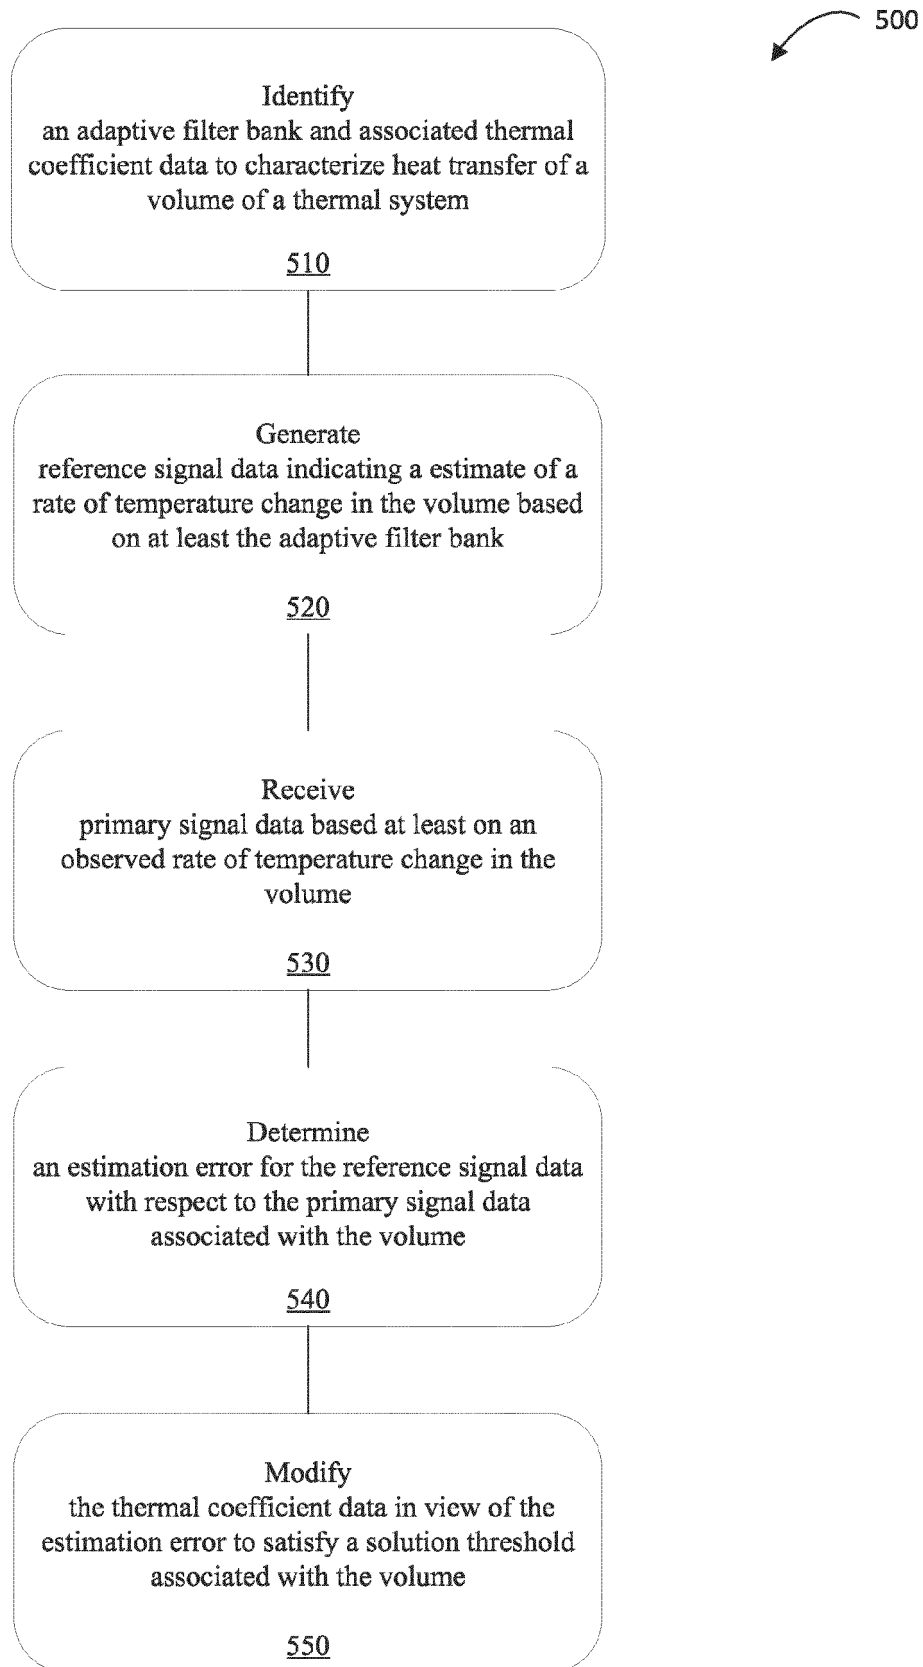 500
Identify
an adaptive filter bank and associated thermal
coefficient data to characterize heat transfer of a
volume of a thermal system
510
Generate
reference signal data indicating a estimate of a
rate of temperature change in the volume based
on at least the adaptive filter bank
520
Receive
primary signal data based at least on an
observed rate of temperature change in the
volume
530
Determine
an estimation error for the reference signal data
with respect to the primary signal data
associated with the volume
540
Modify
the thermal coefficient data in view of the
estimation error to satisfy a solution threshold
associated with the volume
550